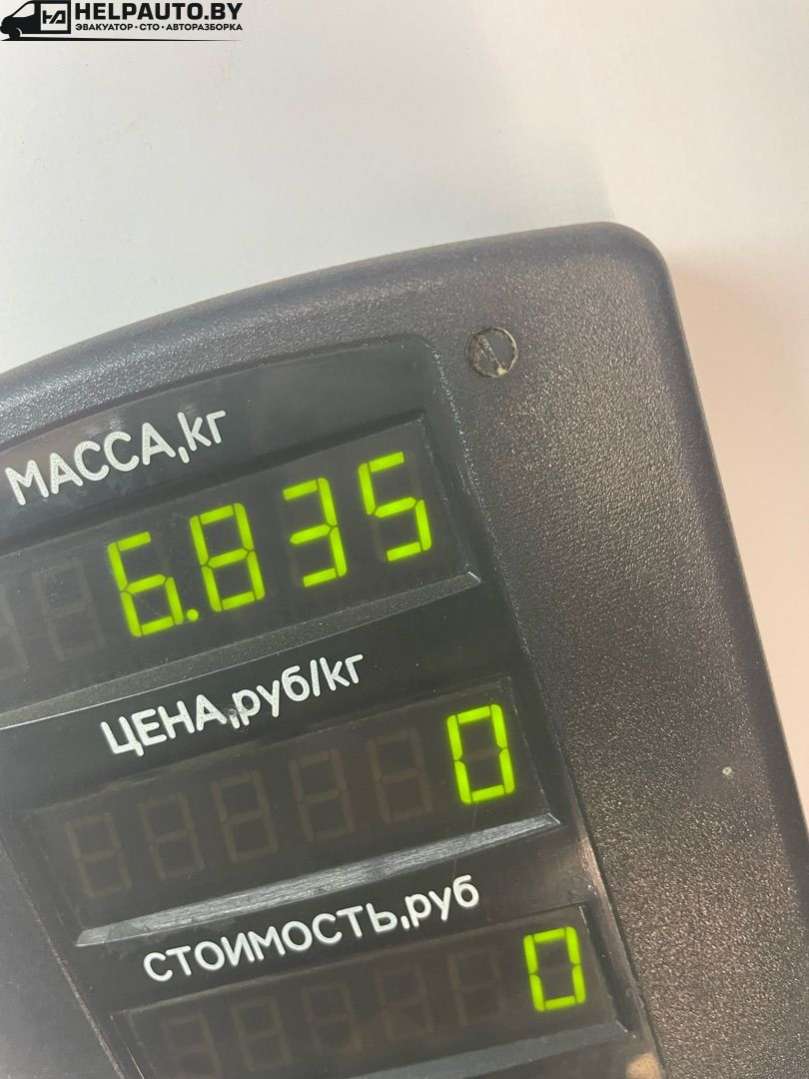 HELPAUTO.BY
ЭВАКУАТОР • СТО • АВТОРАЗБОРКА
МАССА,кг
6.835
ЦЕНА,руб/кг
0
СТОИМОСТЬ,руб
0